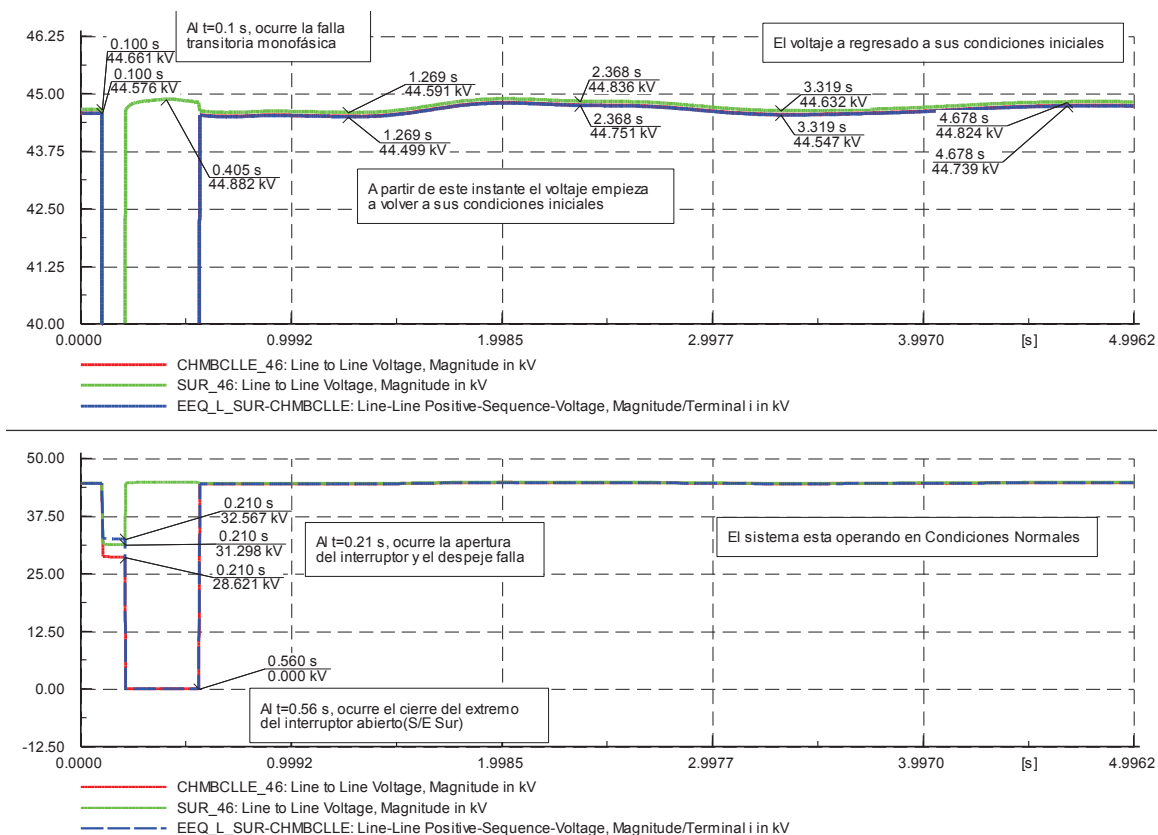 46.25
45.00
43.75
42.50
41.25
40.00
Al t=0.1 s, ocurre la falla
transitoria monofásica
0.100 s
44.661 kV
0.100 s
44.576 kV
0.405 s
44.882 kV
1.269 s
44.591 kV
1.269 s
44.499 kV
A partir de este instante el voltaje empieza
a volver a sus condiciones iniciales
2.368 s
44.836 kV
2.368 s
44.751 kV
El voltaje a regresado a sus condiciones iniciales
3.319 s
44.632 kV
3.319 s
44.547 kV
4.678 s
44.824 kV
4.678 s
44.739 kV
0.0000 0.9992 1.9985 2.9977 3.9970 [s] 4.9962
CHMBCLLE_46: Line to Line Voltage, Magnitude in kV
SUR_46: Line to Line Voltage, Magnitude in kV
EEQ_L_SUR-CHMBCLLE: Line-Line Positive-Sequence-Voltage, Magnitude/Terminal i in kV
50.00
37.50
25.00
12.50
0.00
-12.50
0.210 s
32.567 kV
0.210 s
31.298 kV
0.210 s
28.621 kV
Al t=0.21 s, ocurre la apertura
del interruptor y el despeje falla
El sistema esta operando en Condiciones Normales
0.560 s
0.000 kV
Al t=0.56 s, ocurre el cierre del extremo
del interruptor abierto(S/E Sur)
0.0000 0.9992 1.9985 2.9977 3.9970 [s] 4.9962
CHMBCLLE_46: Line to Line Voltage, Magnitude in kV
SUR_46: Line to Line Voltage, Magnitude in kV
EEQ_L_SUR-CHMBCLLE: Line-Line Positive-Sequence-Voltage, Magnitude/Terminal i in kV